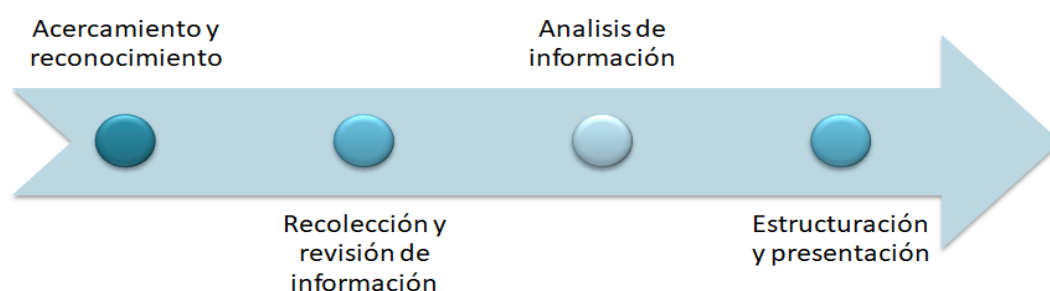 Acercamiento y
reconocimiento
Recolección y
revisión de
información
Analisis de
información
Estructuración
y presentación